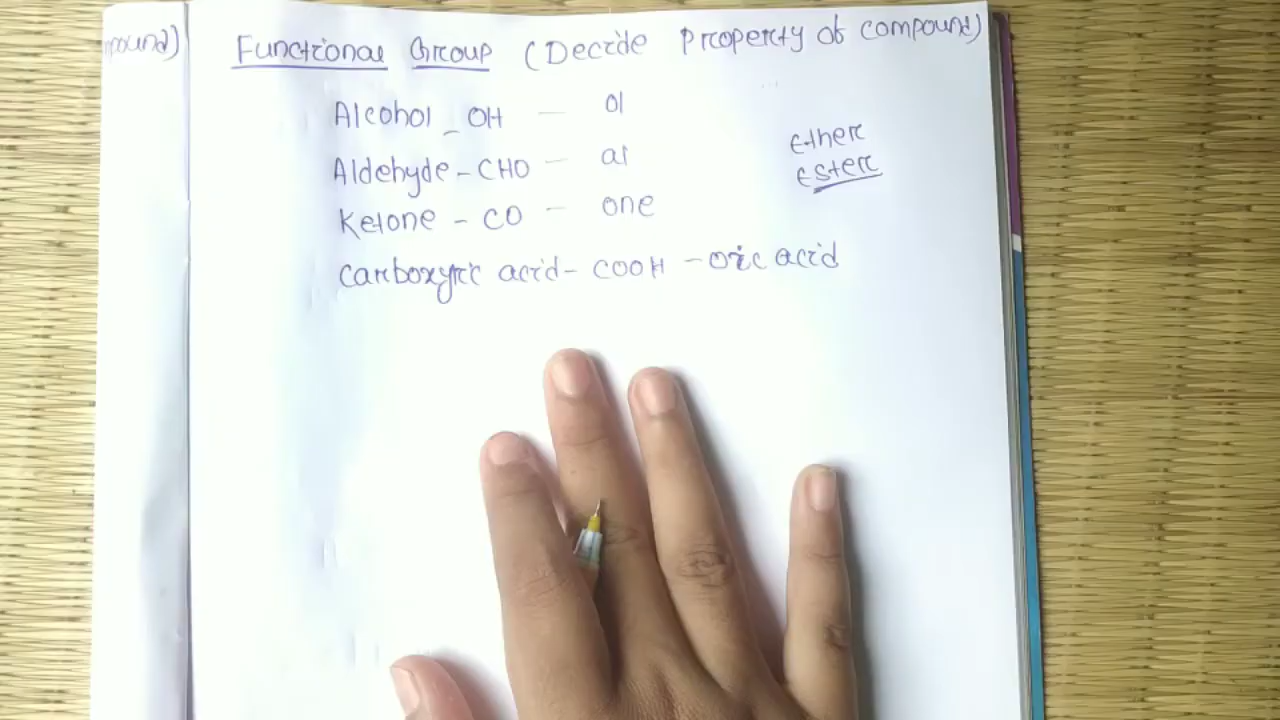 pound)
Functional Group (Decide Property of compound)
Alcohol - OH — ol
Aldehyde - CHO — al
Ketone - CO — one
Carboxylic acid - COOH - oic acid
Ether
Ester